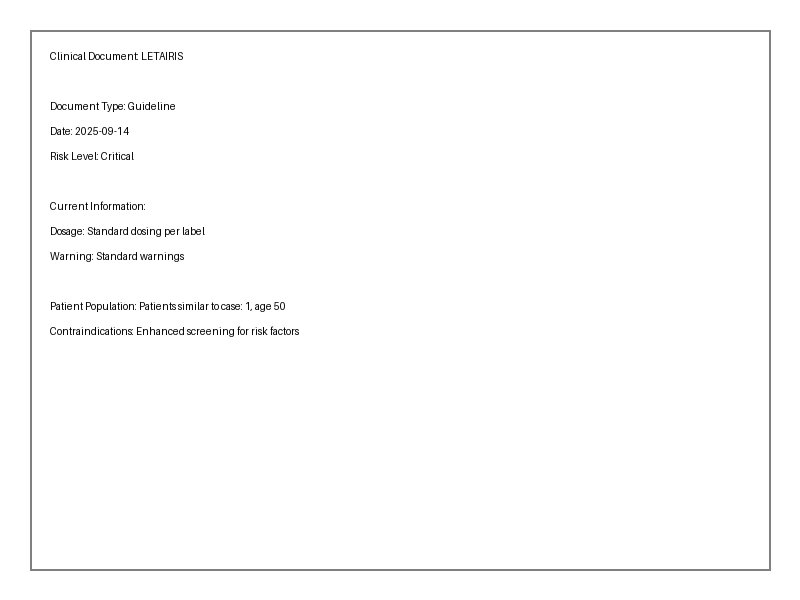 Clinical Document: LETAIRIS
Document Type: Guideline
Date: 2025-09-14
Risk Level: Critical
Current Information:
Dosage: Standard dosing per label
Warning: Standard warnings
Patient Population: Patients similar to case: 1, age 50
Contraindications: Enhanced screening for risk factors